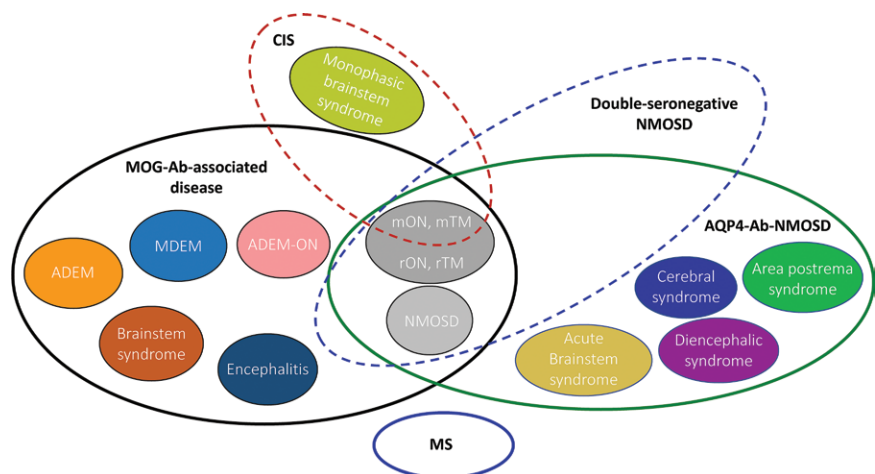 CIS
Monophasic
brainstem
syndrome
Double-seronegative
NMOSD
MOG-Ab-associated
disease
mON, mTM
rON, rTM
AQP4-Ab-NMOSD
ADEM
MDEM
ADEM-ON
Cerebral
syndrome
Area postrema
syndrome
NMOSD
Brainstem
syndrome
Encephalitis
Acute
Brainstem
syndrome
Diencephalic
syndrome
MS